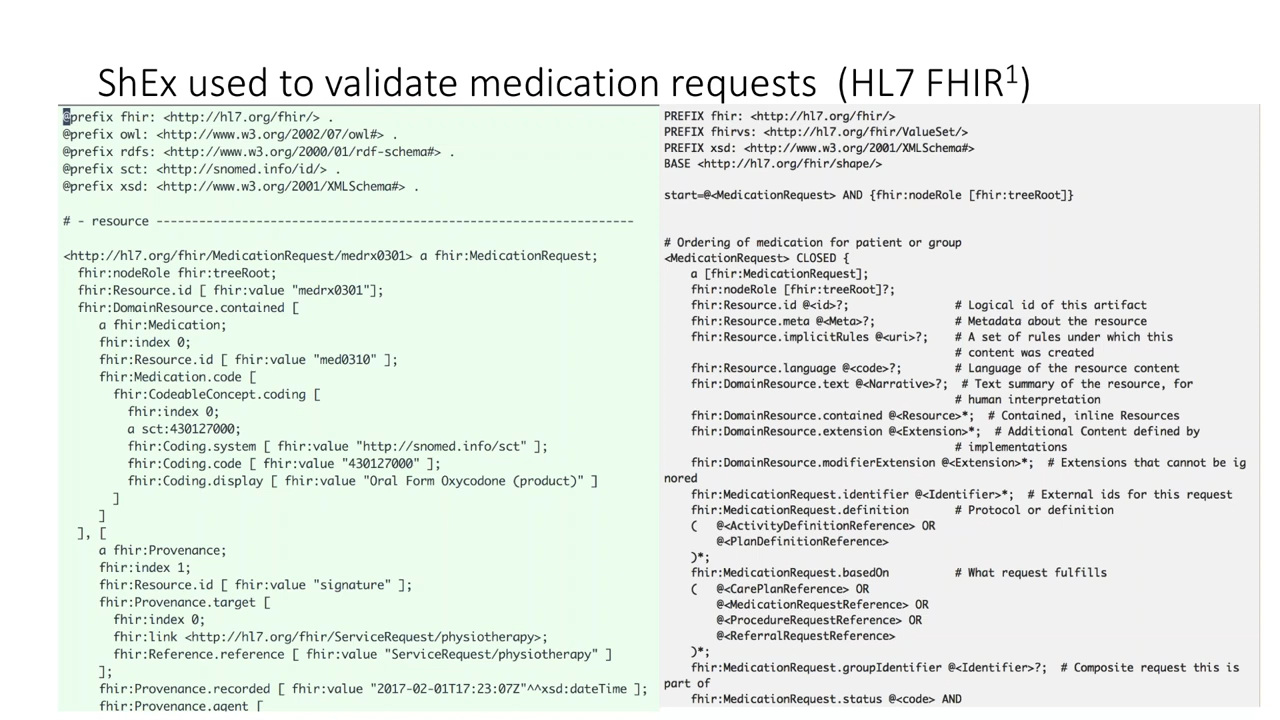 ShEx used to validate medication requests (HL7 FHIR1)
@prefix fhir: <http://hl7.org/fhir/> .
@prefix owl: <http://www.w3.org/2002/07/owl#> .
@prefix rdfs: <http://www.w3.org/2000/01/rdf-schema#> .
@prefix sct: <http://snomed.info/id/> .
@prefix xsd: <http://www.w3.org/2001/XMLSchema#> .
# - resource -------------------------------------------------------------------
<http://hl7.org/fhir/MedicationRequest/medrx0301> a fhir:MedicationRequest;
fhir:nodeRole fhir:treeRoot;
fhir:Resource.id [ fhir:value "medrx0301"];
fhir:DomainResource.contained [
a fhir:Medication;
fhir:index 0;
fhir:Resource.id [ fhir:value "med0310" ];
fhir:Medication.code [
fhir:CodeableConcept.coding [
fhir:index 0;
a sct:430127000;
fhir:Coding.system [ fhir:value "http://snomed.info/sct" ];
fhir:Coding.code [ fhir:value "430127000" ];
fhir:Coding.display [ fhir:value "Oral Form Oxycodone (product)" ]
]
]
], [
a fhir:Provenance;
fhir:index 1;
fhir:Resource.id [ fhir:value "signature" ];
fhir:Provenance.target [
fhir:index 0;
fhir:link <http://hl7.org/fhir/ServiceRequest/physiotherapy>;
fhir:Reference.reference [ fhir:value "ServiceRequest/physiotherapy" ]
];
fhir:Provenance.recorded [ fhir:value "2017-02-01T17:23:07Z"^^xsd:dateTime ];
fhir:Provenance.agent [
PREFIX fhir: <http://hl7.org/fhir/>
PREFIX fhirvs: <http://hl7.org/fhir/ValueSet/>
PREFIX xsd: <http://www.w3.org/2001/XMLSchema#>
BASE <http://hl7.org/fhir/shape/>
start=@<MedicationRequest> AND {fhir:nodeRole [fhir:treeRoot]}
# Ordering of medication for patient or group
<MedicationRequest> CLOSED {
a [fhir:MedicationRequest];
fhir:nodeRole [fhir:treeRoot]?;
fhir:Resource.id @<id>?; # Logical id of this artifact
fhir:Resource.meta @<Meta>?; # Metadata about the resource
fhir:Resource.implicitRules @<uri>?; # A set of rules under which this
# content was created
fhir:Resource.language @<code>?; # Language of the resource content
fhir:DomainResource.text @<Narrative>?; # Text summary of the resource, for
# human interpretation
fhir:DomainResource.contained @<Resource>*; # Contained, inline Resources
fhir:DomainResource.extension @<Extension>*; # Additional Content defined by
# implementations
fhir:DomainResource.modifierExtension @<Extension>*; # Extensions that cannot be ig
nored
fhir:MedicationRequest.identifier @<Identifier>*; # External ids for this request
fhir:MedicationRequest.definition # Protocol or definition
( @<ActivityDefinitionReference> OR
@<PlanDefinitionReference>
)*;
fhir:MedicationRequest.basedOn # What request fulfills
( @<CarePlanReference> OR
@<MedicationRequestReference> OR
@<ProcedureRequestReference> OR
@<ReferralRequestReference>
)*;
fhir:MedicationRequest.groupIdentifier @<Identifier>?; # Composite request this is
part of
fhir:MedicationRequest.status @<code> AND